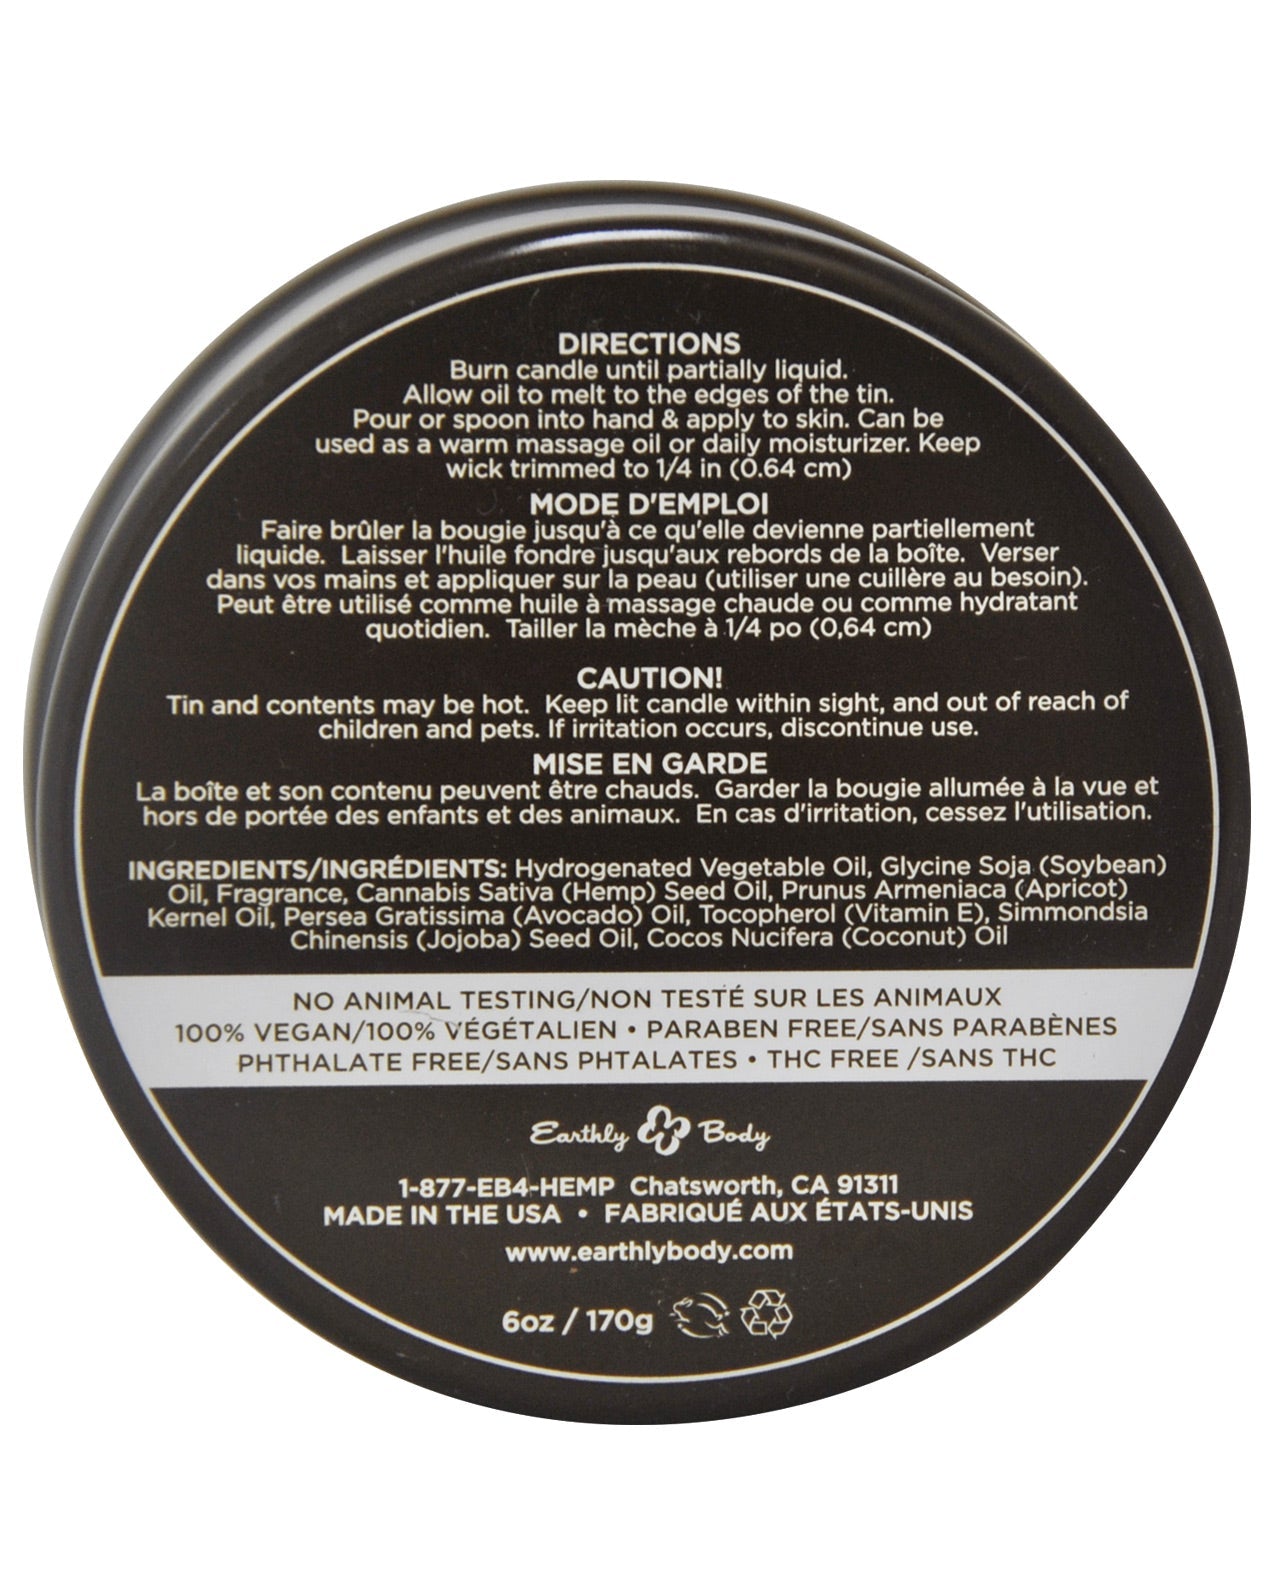 DIRECTIONS
Burn candle until partially liquid.
Allow oil to melt to the edges of the tin.
Pour or spoon into hand & apply to skin. Can be
used as a warm massage oil or daily moisturizer. Keep
wick trimmed to 1/4 in (0.64 cm)
MODE D'EMPLOI
Faire brûler la bougie jusqu'à ce qu'elle devienne partiellement
liquide. Laisser l'huile fondre jusqu'aux rebords de la boîte. Verser
dans vos mains et appliquer sur la peau (utiliser une cuillère au besoin).
Peut être utilisé comme huile à massage chaude ou comme hydratant
quotidien. Tailler la mèche à 1/4 po (0,64 cm)
CAUTION!
Tin and contents may be hot. Keep lit candle within sight, and out of reach of
children and pets. If irritation occurs, discontinue use.
MISE EN GARDE
La boîte et son contenu peuvent être chauds. Garder la bougie allumée à la vue et
hors de portée des enfants et des animaux. En cas d'irritation, cessez l'utilisation.
INGREDIENTS/INGRÉDIENTS: Hydrogenated Vegetable Oil, Glycine Soja (Soybean)
Oil, Fragrance, Cannabis Sativa (Hemp) Seed Oil, Prunus Armeniaca (Apricot)
Kernel Oil, Persea Gratissima (Avocado) Oil, Tocopherol (Vitamin E), Simmondsia
Chinensis (Jojoba) Seed Oil, Cocos Nucifera (Coconut) Oil
NO ANIMAL TESTING/NON TESTÉ SUR LES ANIMAUX
100% VEGAN/100% VÉGÉTALIEN • PARABEN FREE/SANS PARABÈNES
PHTHALATE FREE/SANS PHTALATES • THC FREE /SANS THC
Earthly Body
1-877-EB4-HEMP Chatsworth, CA 91311
MADE IN THE USA • FABRIQUÉ AUX ÉTATS-UNIS
www.earthlybody.com
6oz / 170g